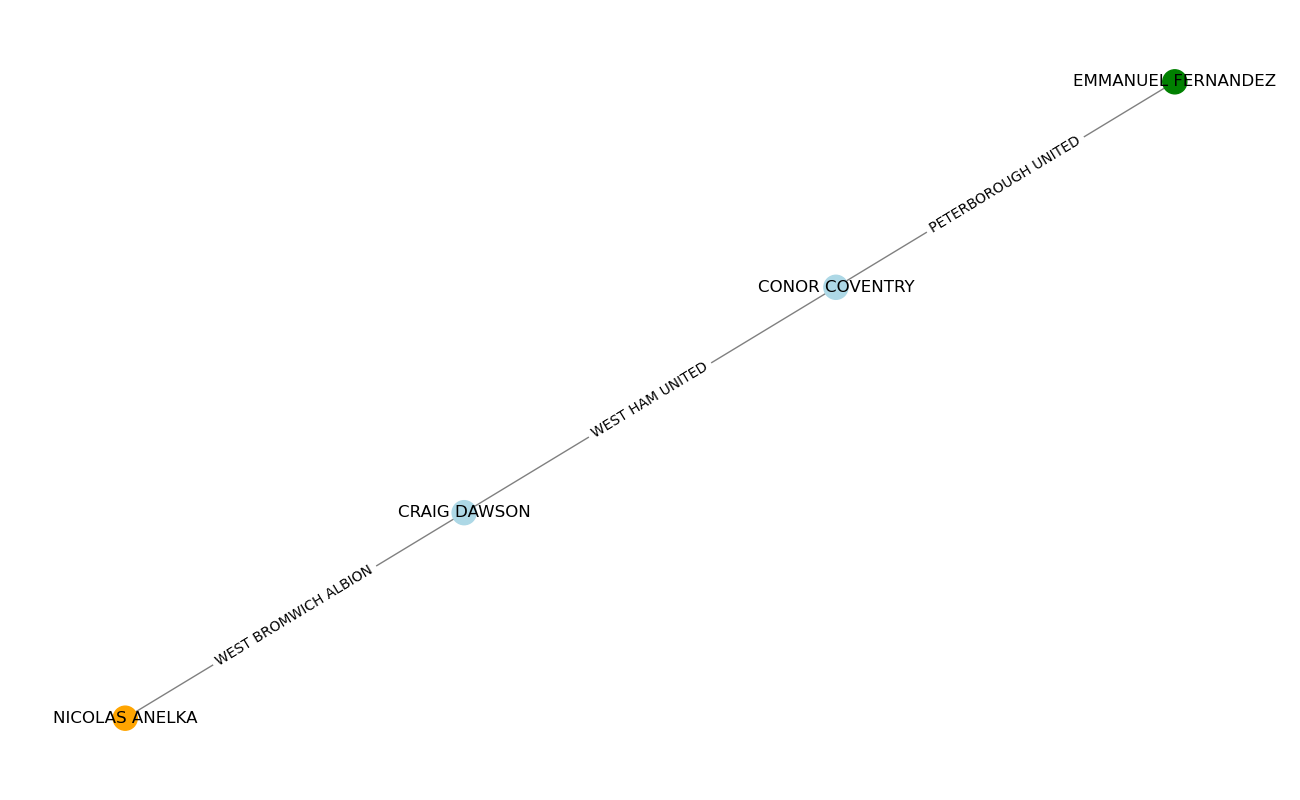 EMMANUEL FERNANDEZ
PETERBOROUGH UNITED
CONOR COVENTRY
WEST HAM UNITED
CRAIG DAWSON
WEST BROMWICH ALBION
NICOLAS ANELKA